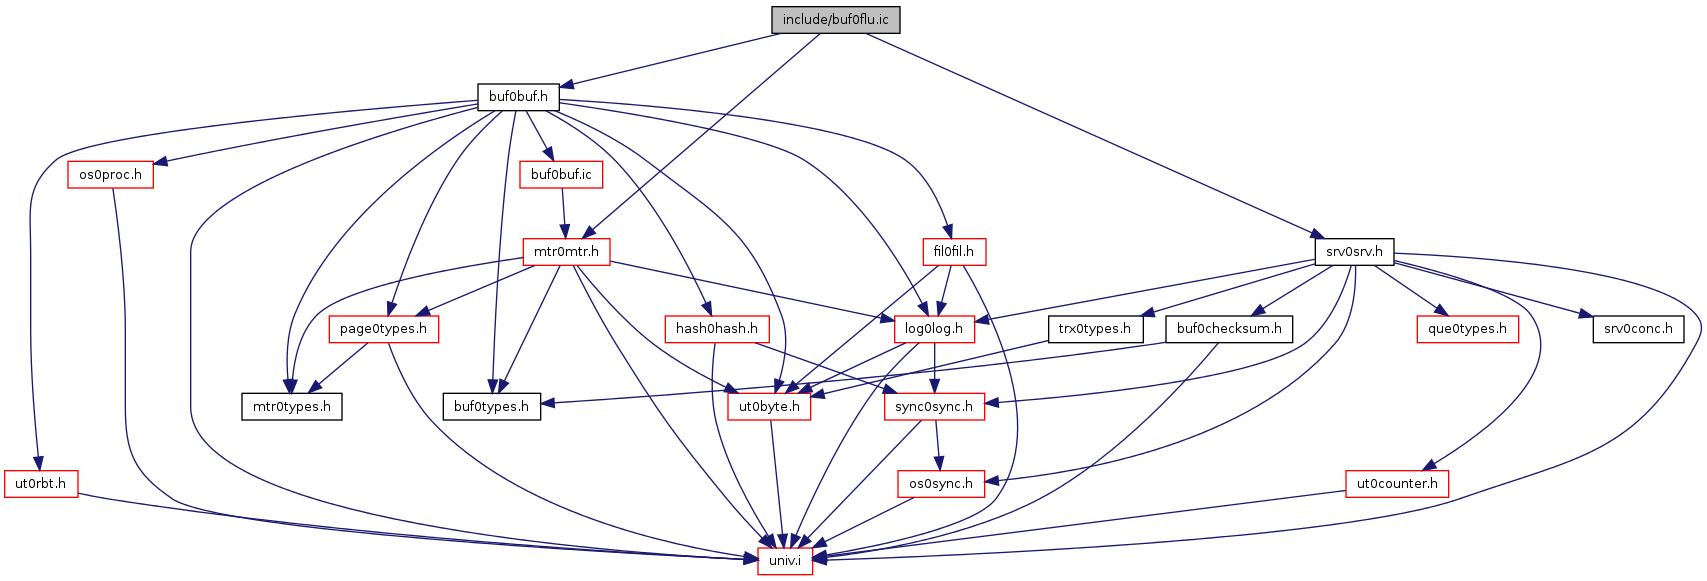 include/buf0flu.ic
buf0buf.h
os0proc.h
buf0buf.ic
mtr0mtr.h
fil0fil.h
srv0srv.h
page0types.h
hash0hash.h
log0log.h
trx0types.h
buf0checksum.h
que0types.h
srv0conc.h
mtr0types.h
buf0types.h
ut0byte.h
sync0sync.h
ut0rbt.h
os0sync.h
ut0counter.h
univ.i